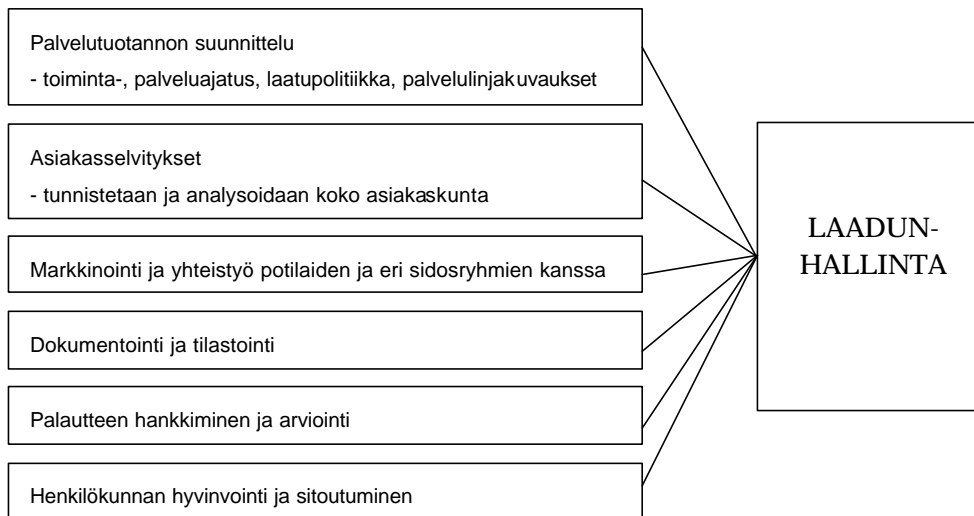 Palvelutuotannon suunnittelu
- toiminta-, palveluajatus, laatupolitiikka, palvelulinjakuvaukset
Asiakasselvitykset
- tunnistetaan ja analysoidaan koko asiakaskunta
Markkinointi ja yhteistyö potilaiden ja eri sidosryhmien kanssa
Dokumentointi ja tilastointi
Palautteen hankkiminen ja arviointi
Henkilökunnan hyvinvointi ja sitoutuminen
LAADUN-
HALLINTA